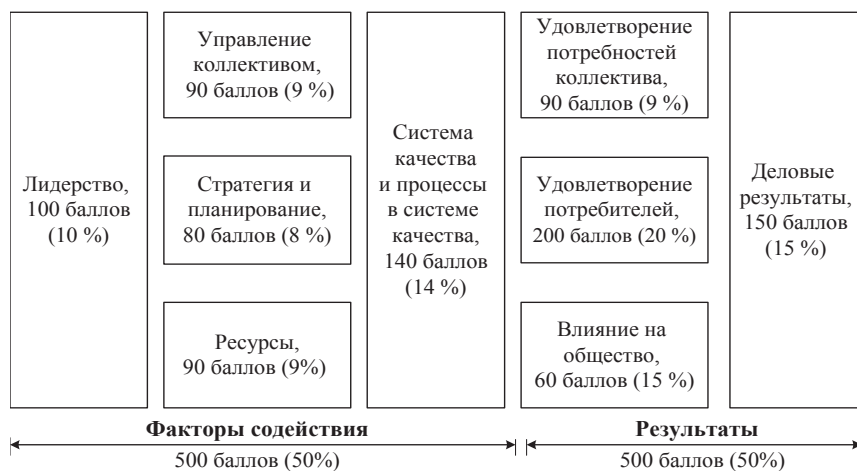 Лидерство,
100 баллов
(10 %)
Управление
коллективом,
90 баллов (9 %)
Стратегия и
планирование,
80 баллов (8 %)
Ресурсы,
90 баллов (9%)
Система
качества
и процессы
в системе
качества,
140 баллов
(14 %)
Удовлетворение
потребностей
коллектива,
90 баллов (9 %)
Удовлетворение
потребителей,
200 баллов (20 %)
Влияние на
общество,
60 баллов (15 %)
Деловые
результаты,
150 баллов
(15 %)
Факторы содействия
500 баллов (50%)
Результаты
500 баллов (50%)